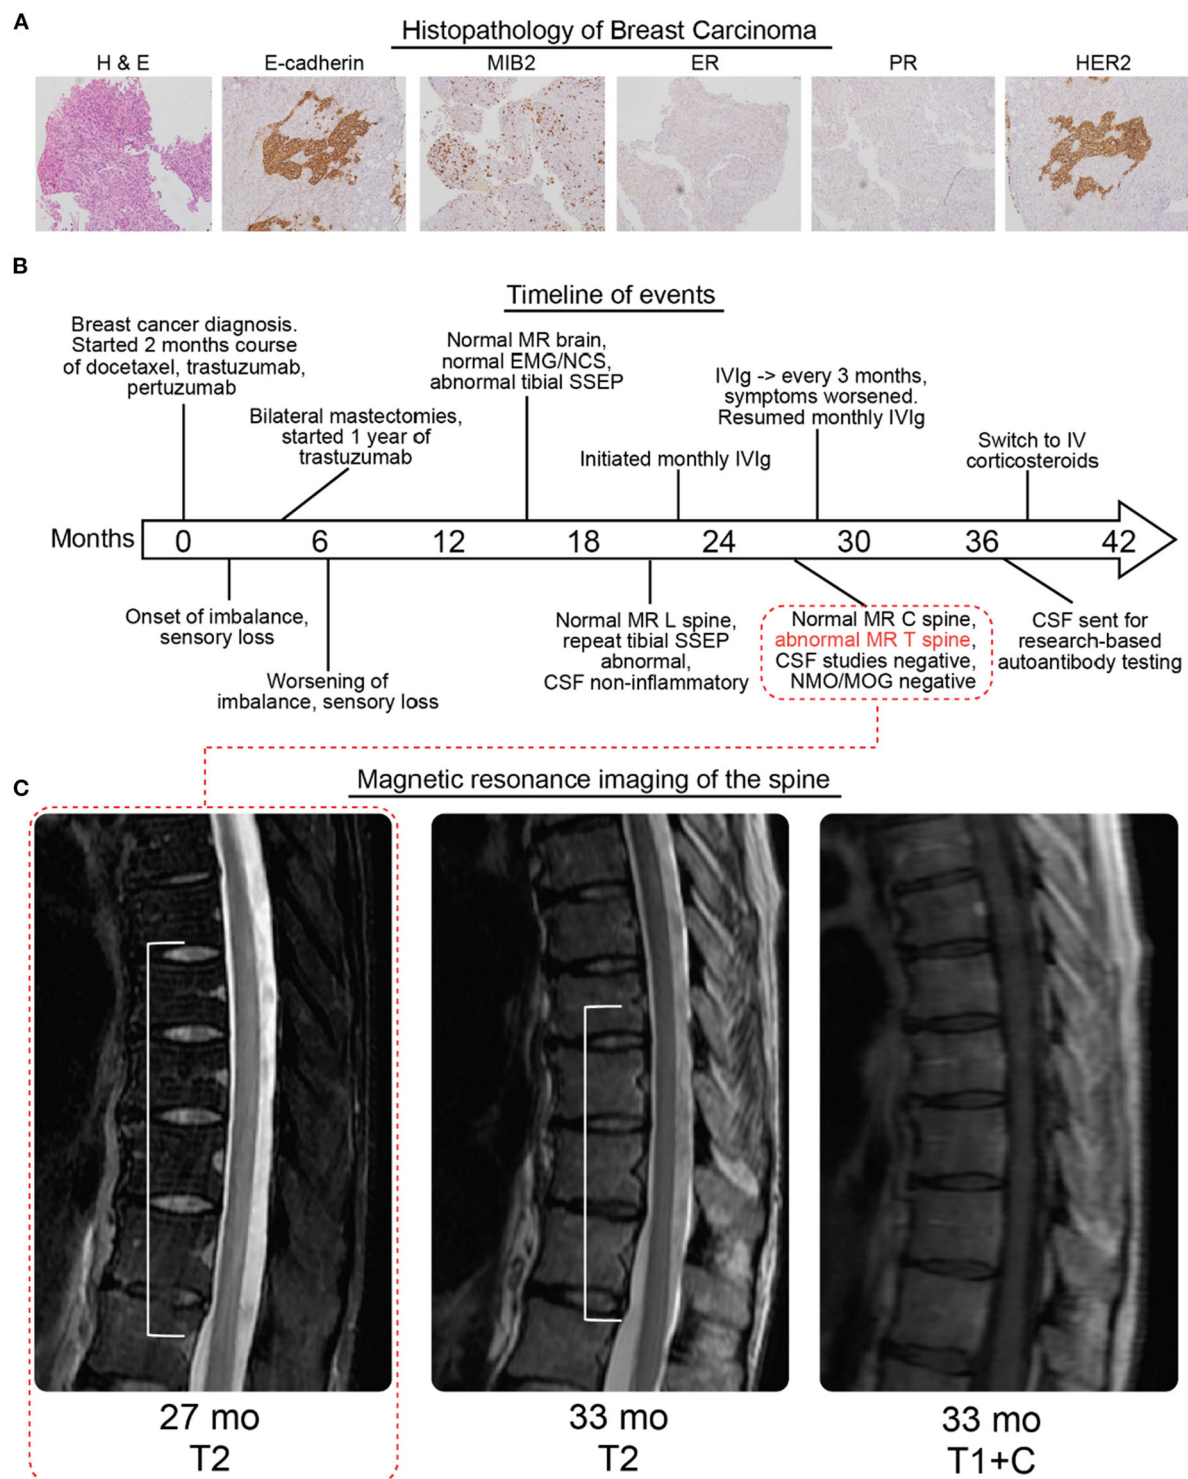 A
Histopathology of Breast Carcinoma
H & E
E-cadherin
MIB2
ER
PR
HER2
B
Timeline of events
Breast cancer diagnosis.
Started 2 months course
of docetaxel, trastuzumab,
pertuzumab
Bilateral mastectomies,
started 1 year of
trastuzumab
Normal MR brain,
normal EMG/NCS,
abnormal tibial SSEP
Initiated monthly IVIg
IVIg -> every 3 months,
symptoms worsened.
Resumed monthly IVIg
Switch to IV
corticosteroids
Months 0 6 12 18 24 30 36 42
Onset of imbalance,
sensory loss
Worsening of
imbalance, sensory loss
Normal MR L spine,
repeat tibial SSEP
abnormal,
CSF non-inflammatory
Normal MR C spine,
abnormal MR T spine,
CSF studies negative,
NMO/MOG negative
CSF sent for
research-based
autoantibody testing
C
Magnetic resonance imaging of the spine
27 mo
T2
33 mo
T2
33 mo
T1+C